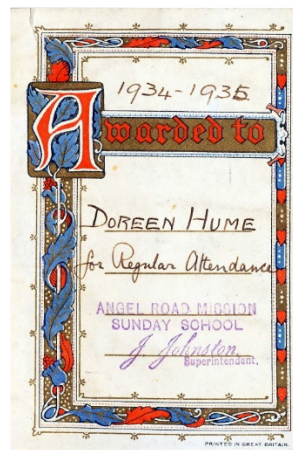 1934-1935.
Awarded to
DOREEN HUME
for Regular Attendance
ANGEL ROAD MISSION
SUNDAY SCHOOL
J. Johnston
Superintendent.
PRINTED IN GREAT BRITAIN.